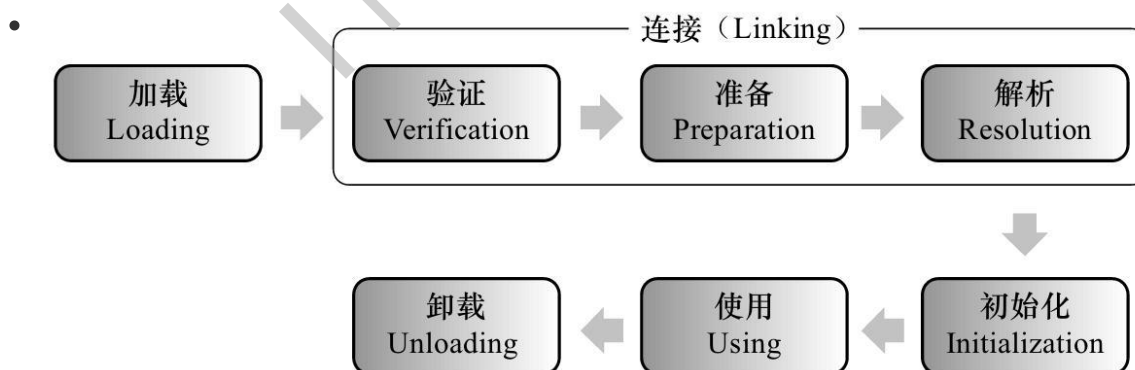 连接（Linking）
加载
Loading
验证
Verification
准备
Preparation
解析
Resolution
初始化
Initialization
使用
Using
卸载
Unloading